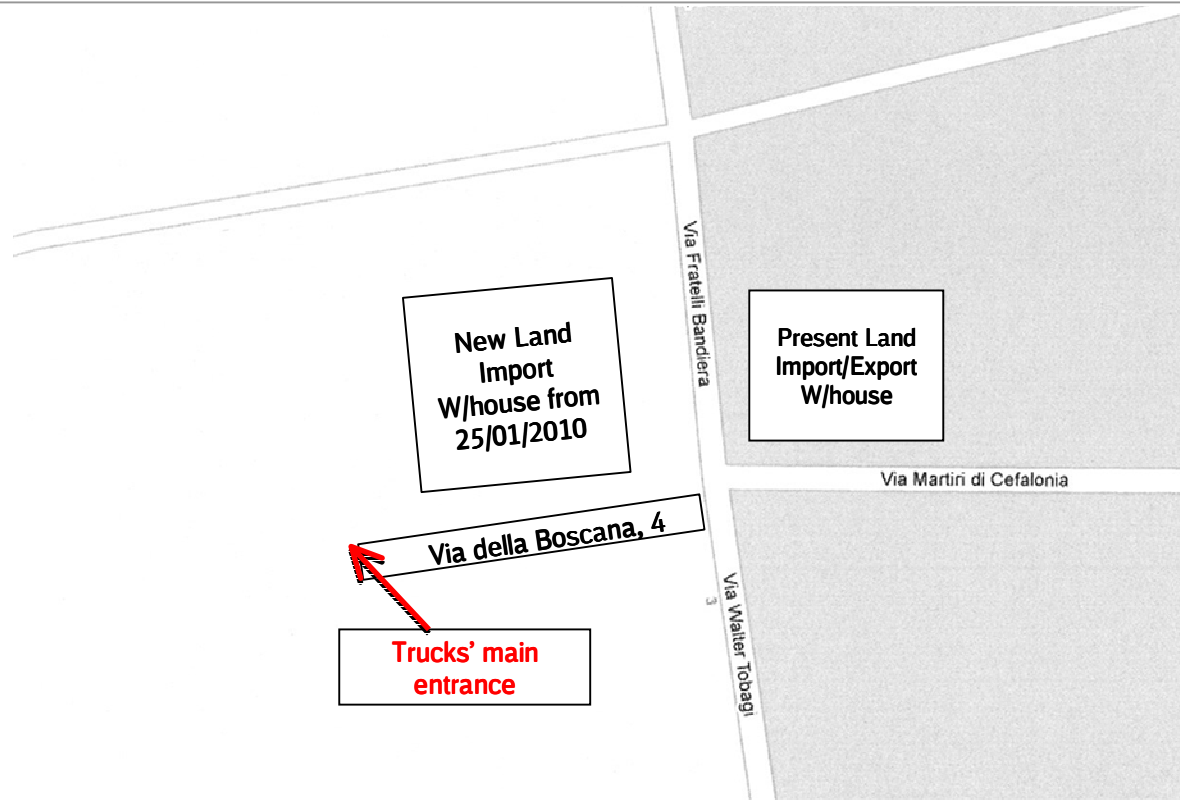 Via Fratelli Bandiera
New Land
Import
W/house from
25/01/2010
Present Land
Import/Export
W/house
Via Martiri di Cefalonia
Via della Boscana, 4
Via Walter Tobagi
3
Trucks' main
entrance